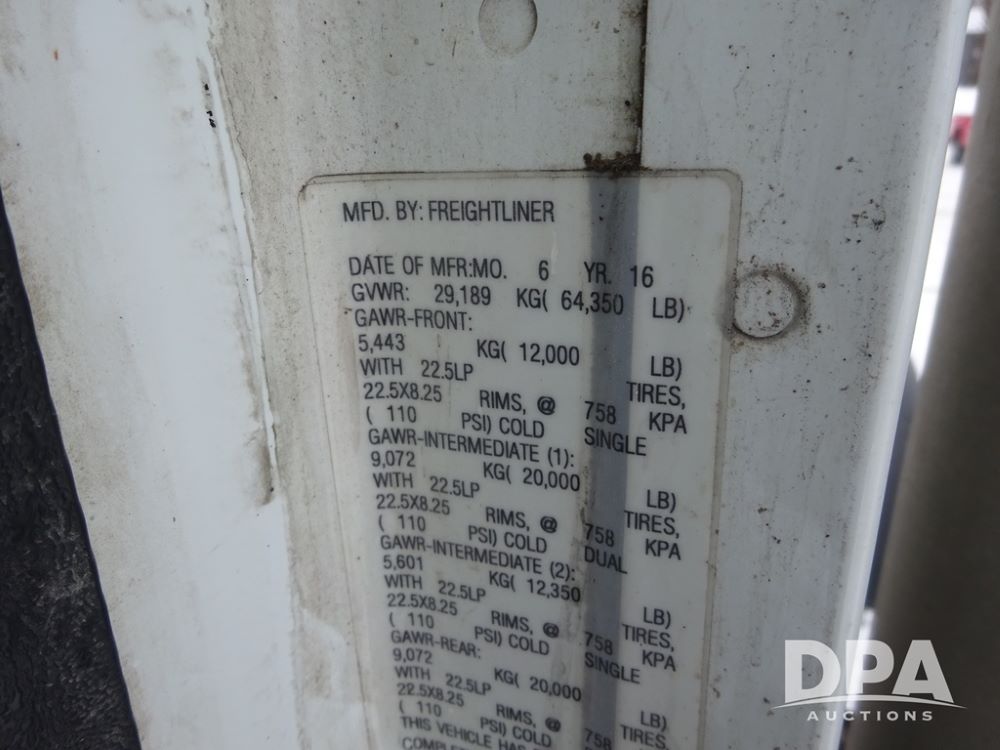 MFD. BY: FREIGHTLINER
DATE OF MFR:MO. 6 YR. 16
GVWR: 29,189 KG( 64,350 LB)
GAWR-FRONT:
5,443 KG( 12,000 LB)
WITH 22.5LP TIRES,
22.5X8.25 RIMS, @ 758 KPA
( 110 PSI) COLD SINGLE
GAWR-INTERMEDIATE (1):
9,072 KG( 20,000 LB)
WITH 22.5LP TIRES,
22.5X8.25 RIMS, @ 758 KPA
( 110 PSI) COLD DUAL
GAWR-INTERMEDIATE (2):
5,601 KG( 12,350 LB)
WITH 22.5LP TIRES,
22.5X8.25 RIMS, @ 758 KPA
( 110 PSI) COLD SINGLE
GAWR-REAR:
9,072 KG( 20,000 LB)
WITH 22.5LP TIRES,
22.5X8.25 RIMS, @ 758
( 110 PSI) COLD
THIS VEHICLE HAS
DPA
AUCTIONS